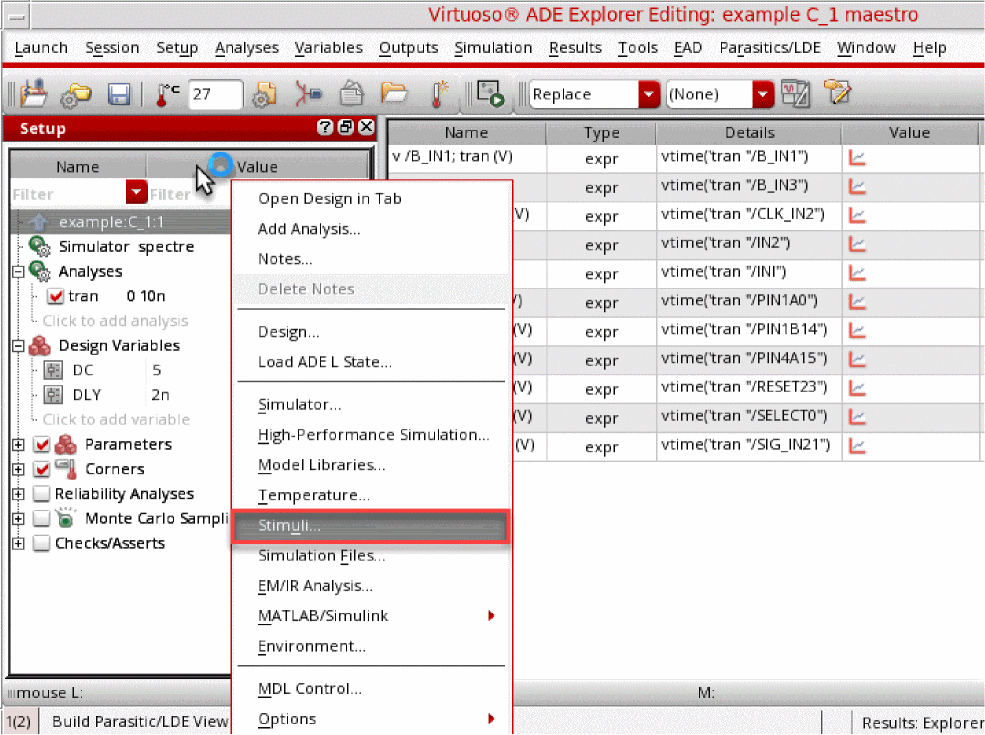 Virtuoso® ADE Explorer Editing: example C_1 maestro
Launch Session Setup Analyses Variables Outputs Simulation Results Tools EAD Parasitics/LDE Window Help
°C 27 Replace (None)
Setup
Name Value
Filter Filter
example:C_1:1
Simulator spectre
Analyses
tran 0 10n
Click to add analysis
Design Variables
DC 5
DLY 2n
Click to add variable
Parameters
Corners
Reliability Analyses
Monte Carlo Sampli
Checks/Asserts
Open Design in Tab
Add Analysis...
Notes...
Delete Notes
Design...
Load ADE L State...
Simulator...
High-Performance Simulation...
Model Libraries...
Temperature...
Stimuli...
Simulation Files...
EM/IR Analysis...
MATLAB/Simulink
Environment...
MDL Control...
Options
Name Type Details Value
v /B_IN1; tran (V) expr vtime('tran "/B_IN1")
expr vtime('tran "/B_IN3")
V) expr vtime('tran "/CLK_IN2")
expr vtime('tran "/IN2")
expr vtime('tran "/INI")
V) expr vtime('tran "/PIN1A0")
(V) expr vtime('tran "/PIN1B14")
(V) expr vtime('tran "/PIN4A15")
(V) expr vtime('tran "/RESET23")
(V) expr vtime('tran "/SELECT0")
(V) expr vtime('tran "/SIG_IN21")
mouse L: M:
1(2) Build Parasitic/LDE View Results: Explorer